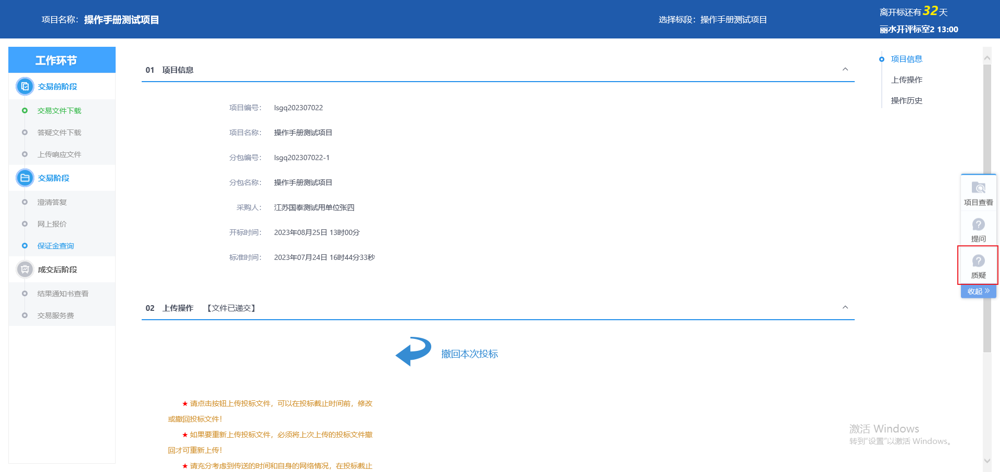 项目名称：操作手册测试项目
选择标段：操作手册测试项目
离开标还有32天
丽水开评标室2 13:00
工作环节
交易前阶段
交易文件下载
答疑文件下载
上传响应文件
交易阶段
澄清答复
网上报价
保证金查询
成交后阶段
结果通知书查看
交易服务费
01 项目信息
项目编号： lsgq202307022
项目名称： 操作手册测试项目
分包编号： lsgq202307022-1
分包名称： 操作手册测试项目
采购人： 江苏国泰测试用单位张四
开标时间： 2023年08月25日 13时00分
标准时间： 2023年07月24日 16时44分33秒
02 上传操作 【文件已递交】
撤回本次投标
★ 请点击按钮上传投标文件，可以在投标截止时间前，修改
或撤回投标文件！
★ 如果要重新上传投标文件，必须将上次上传的投标文件撤
回才可重新上传！
★ 请充分考虑到传送的时间和自身的网络情况，在投标截止
项目信息
上传操作
操作历史
项目查看
提问
质疑
收起 »
激活 Windows
转到“设置”以激活 Windows。